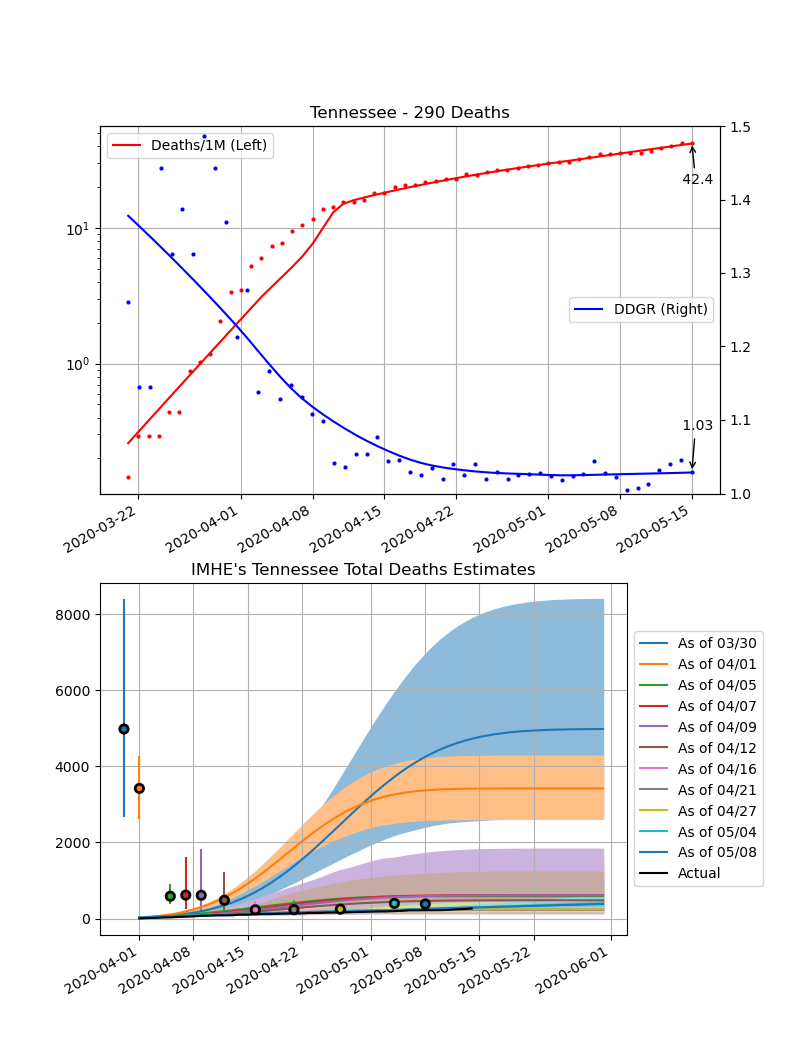 Tennessee - 290 Deaths
Deaths/1M (Left)
DDGR (Right)
42.4
1.03
10¹
10⁰
1.5
1.4
1.3
1.2
1.1
1.0
2020-03-22
2020-04-01
2020-04-08
2020-04-15
2020-04-22
2020-05-01
2020-05-08
2020-05-15
IMHE's Tennessee Total Deaths Estimates
8000
6000
4000
2000
0
2020-04-01
2020-04-08
2020-04-15
2020-04-22
2020-05-01
2020-05-08
2020-05-15
2020-05-22
2020-06-01
As of 03/30
As of 04/01
As of 04/05
As of 04/07
As of 04/09
As of 04/12
As of 04/16
As of 04/21
As of 04/27
As of 05/04
As of 05/08
Actual